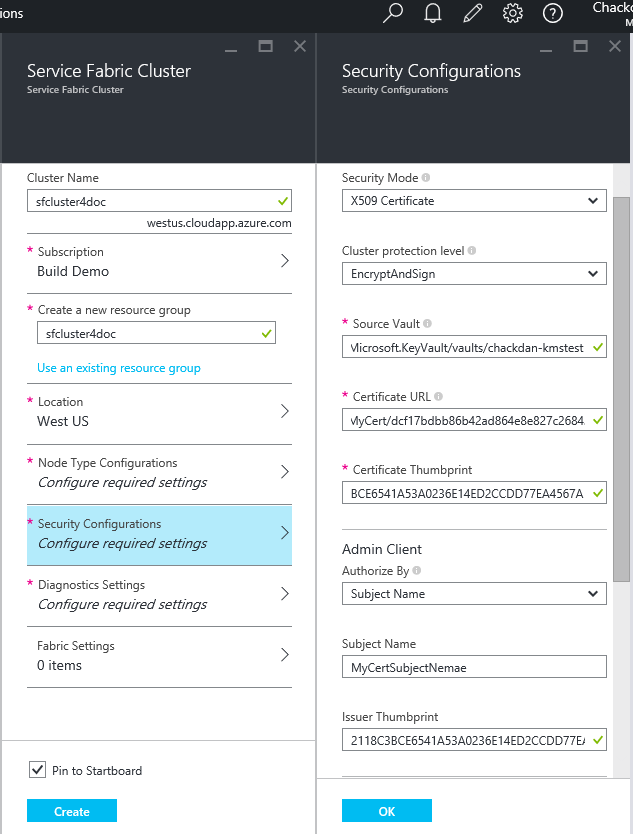 ions
Chacko
M
Service Fabric Cluster
Service Fabric Cluster
Cluster Name
sfcluster4doc
westus.cloudapp.azure.com
* Subscription
Build Demo
* Create a new resource group
sfcluster4doc
Use an existing resource group
* Location
West US
* Node Type Configurations
Configure required settings
* Security Configurations
Configure required settings
* Diagnostics Settings
Configure required settings
Fabric Settings
0 items
Pin to Startboard
Create
Security Configurations
Security Configurations
Security Mode
X509 Certificate
Cluster protection level
EncryptAndSign
* Source Vault
Microsoft.KeyVault/vaults/chackdan-kmstest
* Certificate URL
MyCert/dcf17bdbb86b42ad864e8e827c2684
* Certificate Thumbprint
BCE6541A53A0236E14ED2CCDD77EA4567A
Admin Client
Authorize By
Subject Name
Subject Name
MyCertSubjectNemae
Issuer Thumbprint
2118C3BCE6541A53A0236E14ED2CCDD77EA
OK